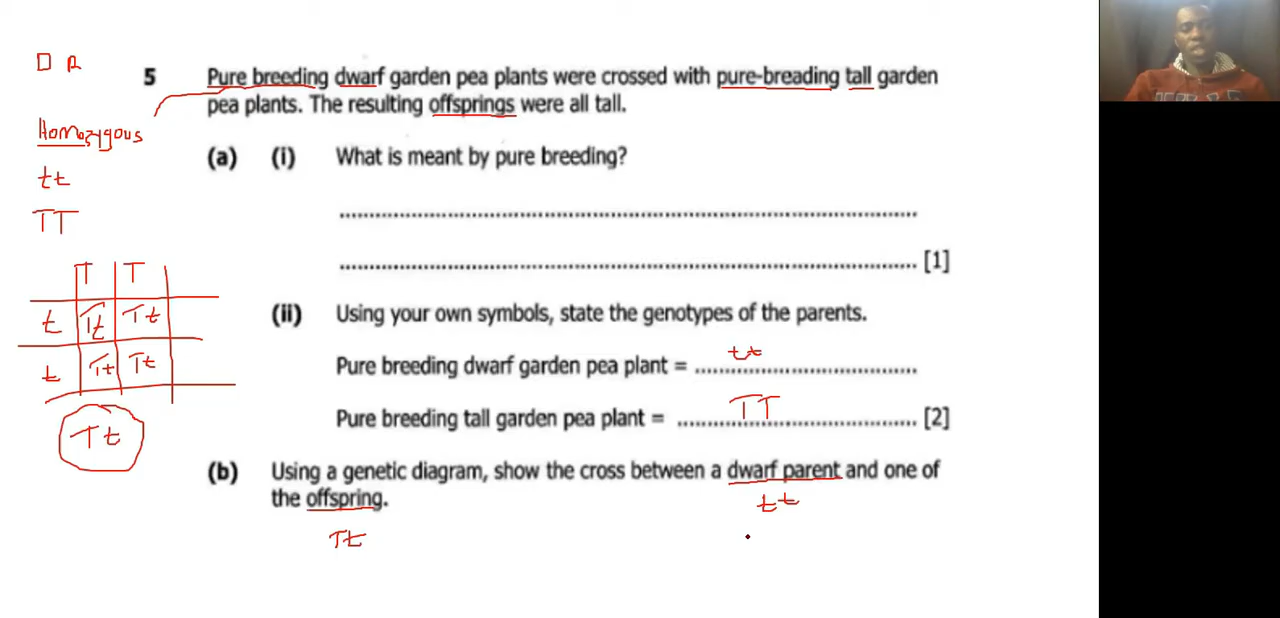 D R
5 Pure breeding dwarf garden pea plants were crossed with pure-breading tall garden
pea plants. The resulting offsprings were all tall.
Homozygous
(a) (i) What is meant by pure breeding?
tt
TT
[1]
T T
t Tt Tt
t Tt Tt
Tt
(ii) Using your own symbols, state the genotypes of the parents.
Pure breeding dwarf garden pea plant = tt
Pure breeding tall garden pea plant = TT [2]
(b) Using a genetic diagram, show the cross between a dwarf parent and one of
the offspring.
tt
Tt